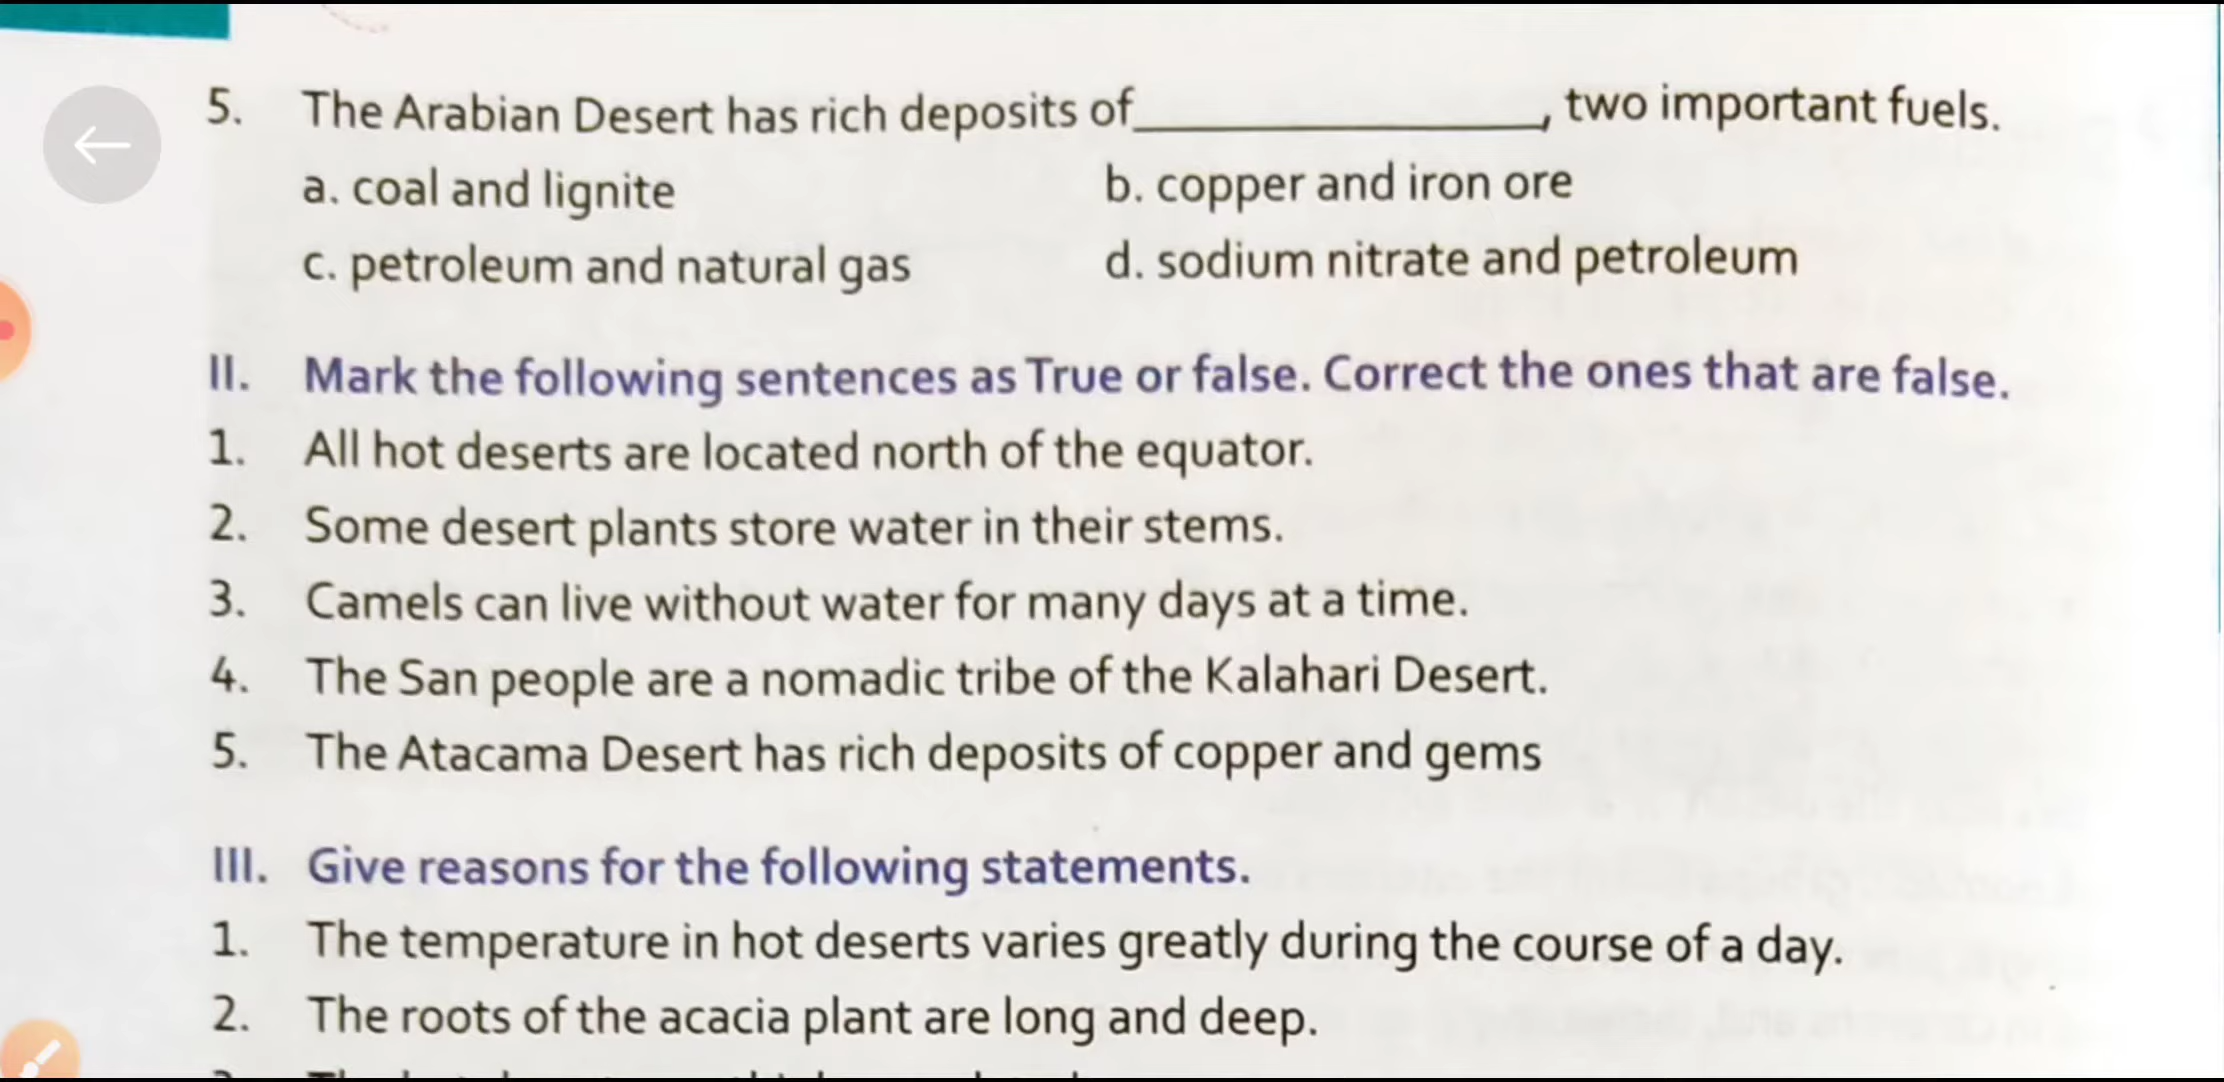 5. The Arabian Desert has rich deposits of______________, two important fuels.
a. coal and lignite b. copper and iron ore
c. petroleum and natural gas d. sodium nitrate and petroleum
II. Mark the following sentences as True or false. Correct the ones that are false.
1. All hot deserts are located north of the equator.
2. Some desert plants store water in their stems.
3. Camels can live without water for many days at a time.
4. The San people are a nomadic tribe of the Kalahari Desert.
5. The Atacama Desert has rich deposits of copper and gems
III. Give reasons for the following statements.
1. The temperature in hot deserts varies greatly during the course of a day.
2. The roots of the acacia plant are long and deep.